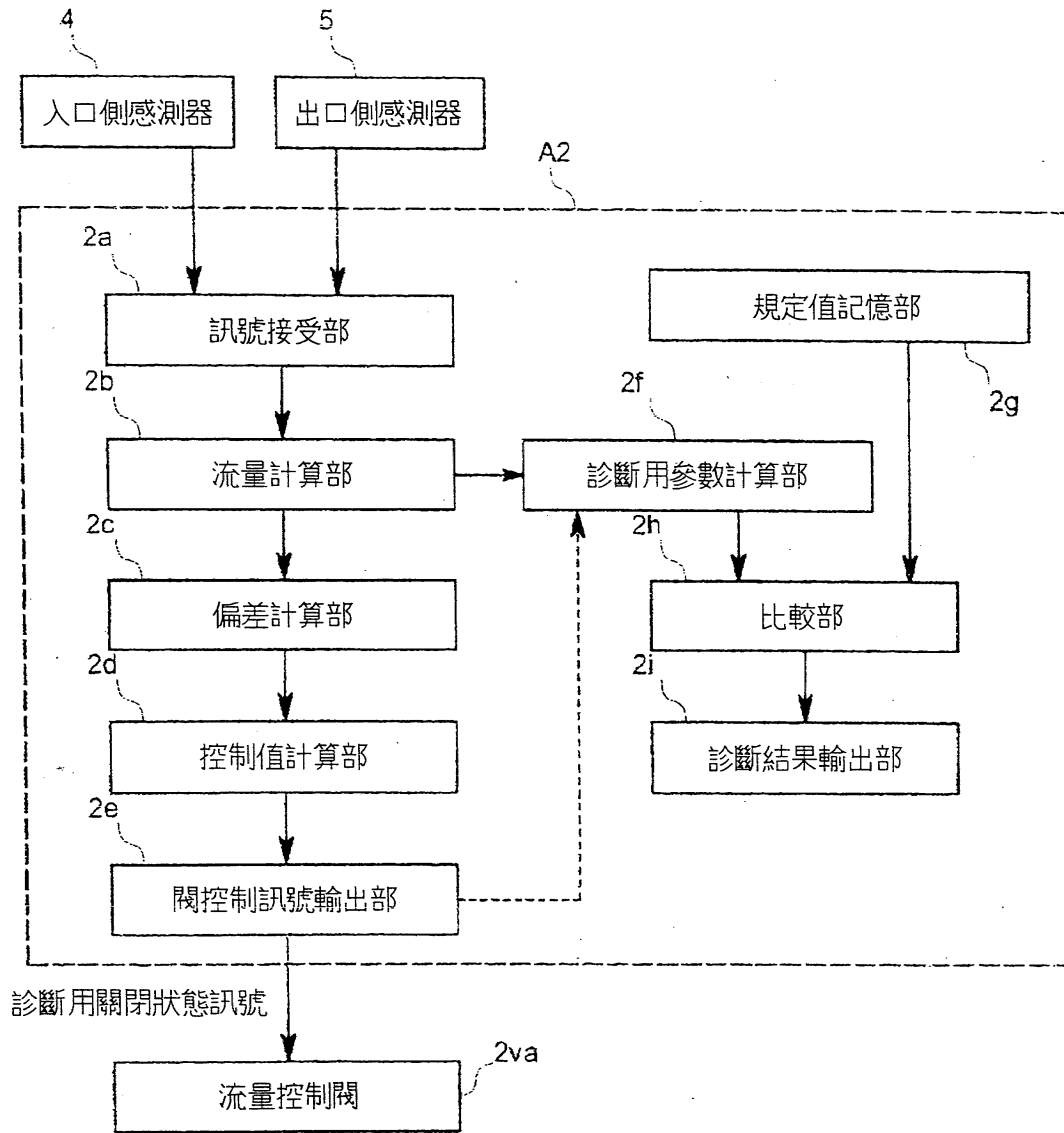 4
5
入口側感測器
出口側感測器
A2
2a
訊號接受部
規定值記憶部
2g
2b
流量計算部
2f
診斷用參數計算部
2c
偏差計算部
2h
比較部
2d
控制值計算部
2i
診斷結果輸出部
2e
閥控制訊號輸出部
診斷用關閉狀態訊號
2va
流量控制閥